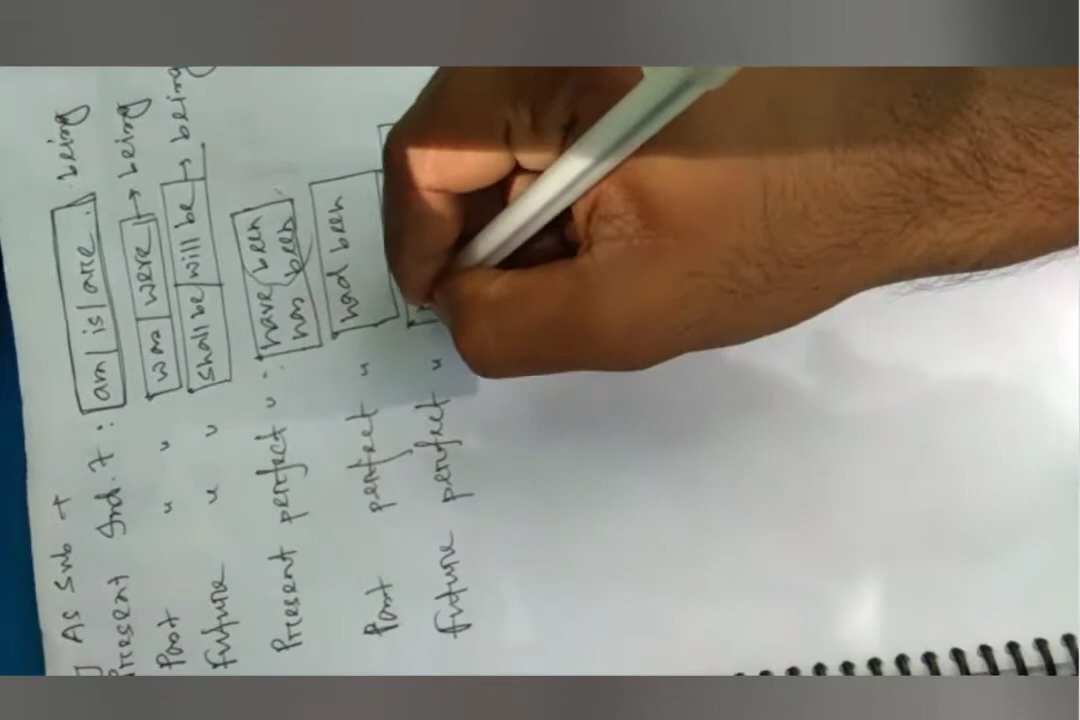 As Sub +
Present Ind. t : am/is/are. being
Past " " was/were → being
Future " " shall be/will be → being
Present perfect " : have been
has been
Past perfect " had been
Future perfect "